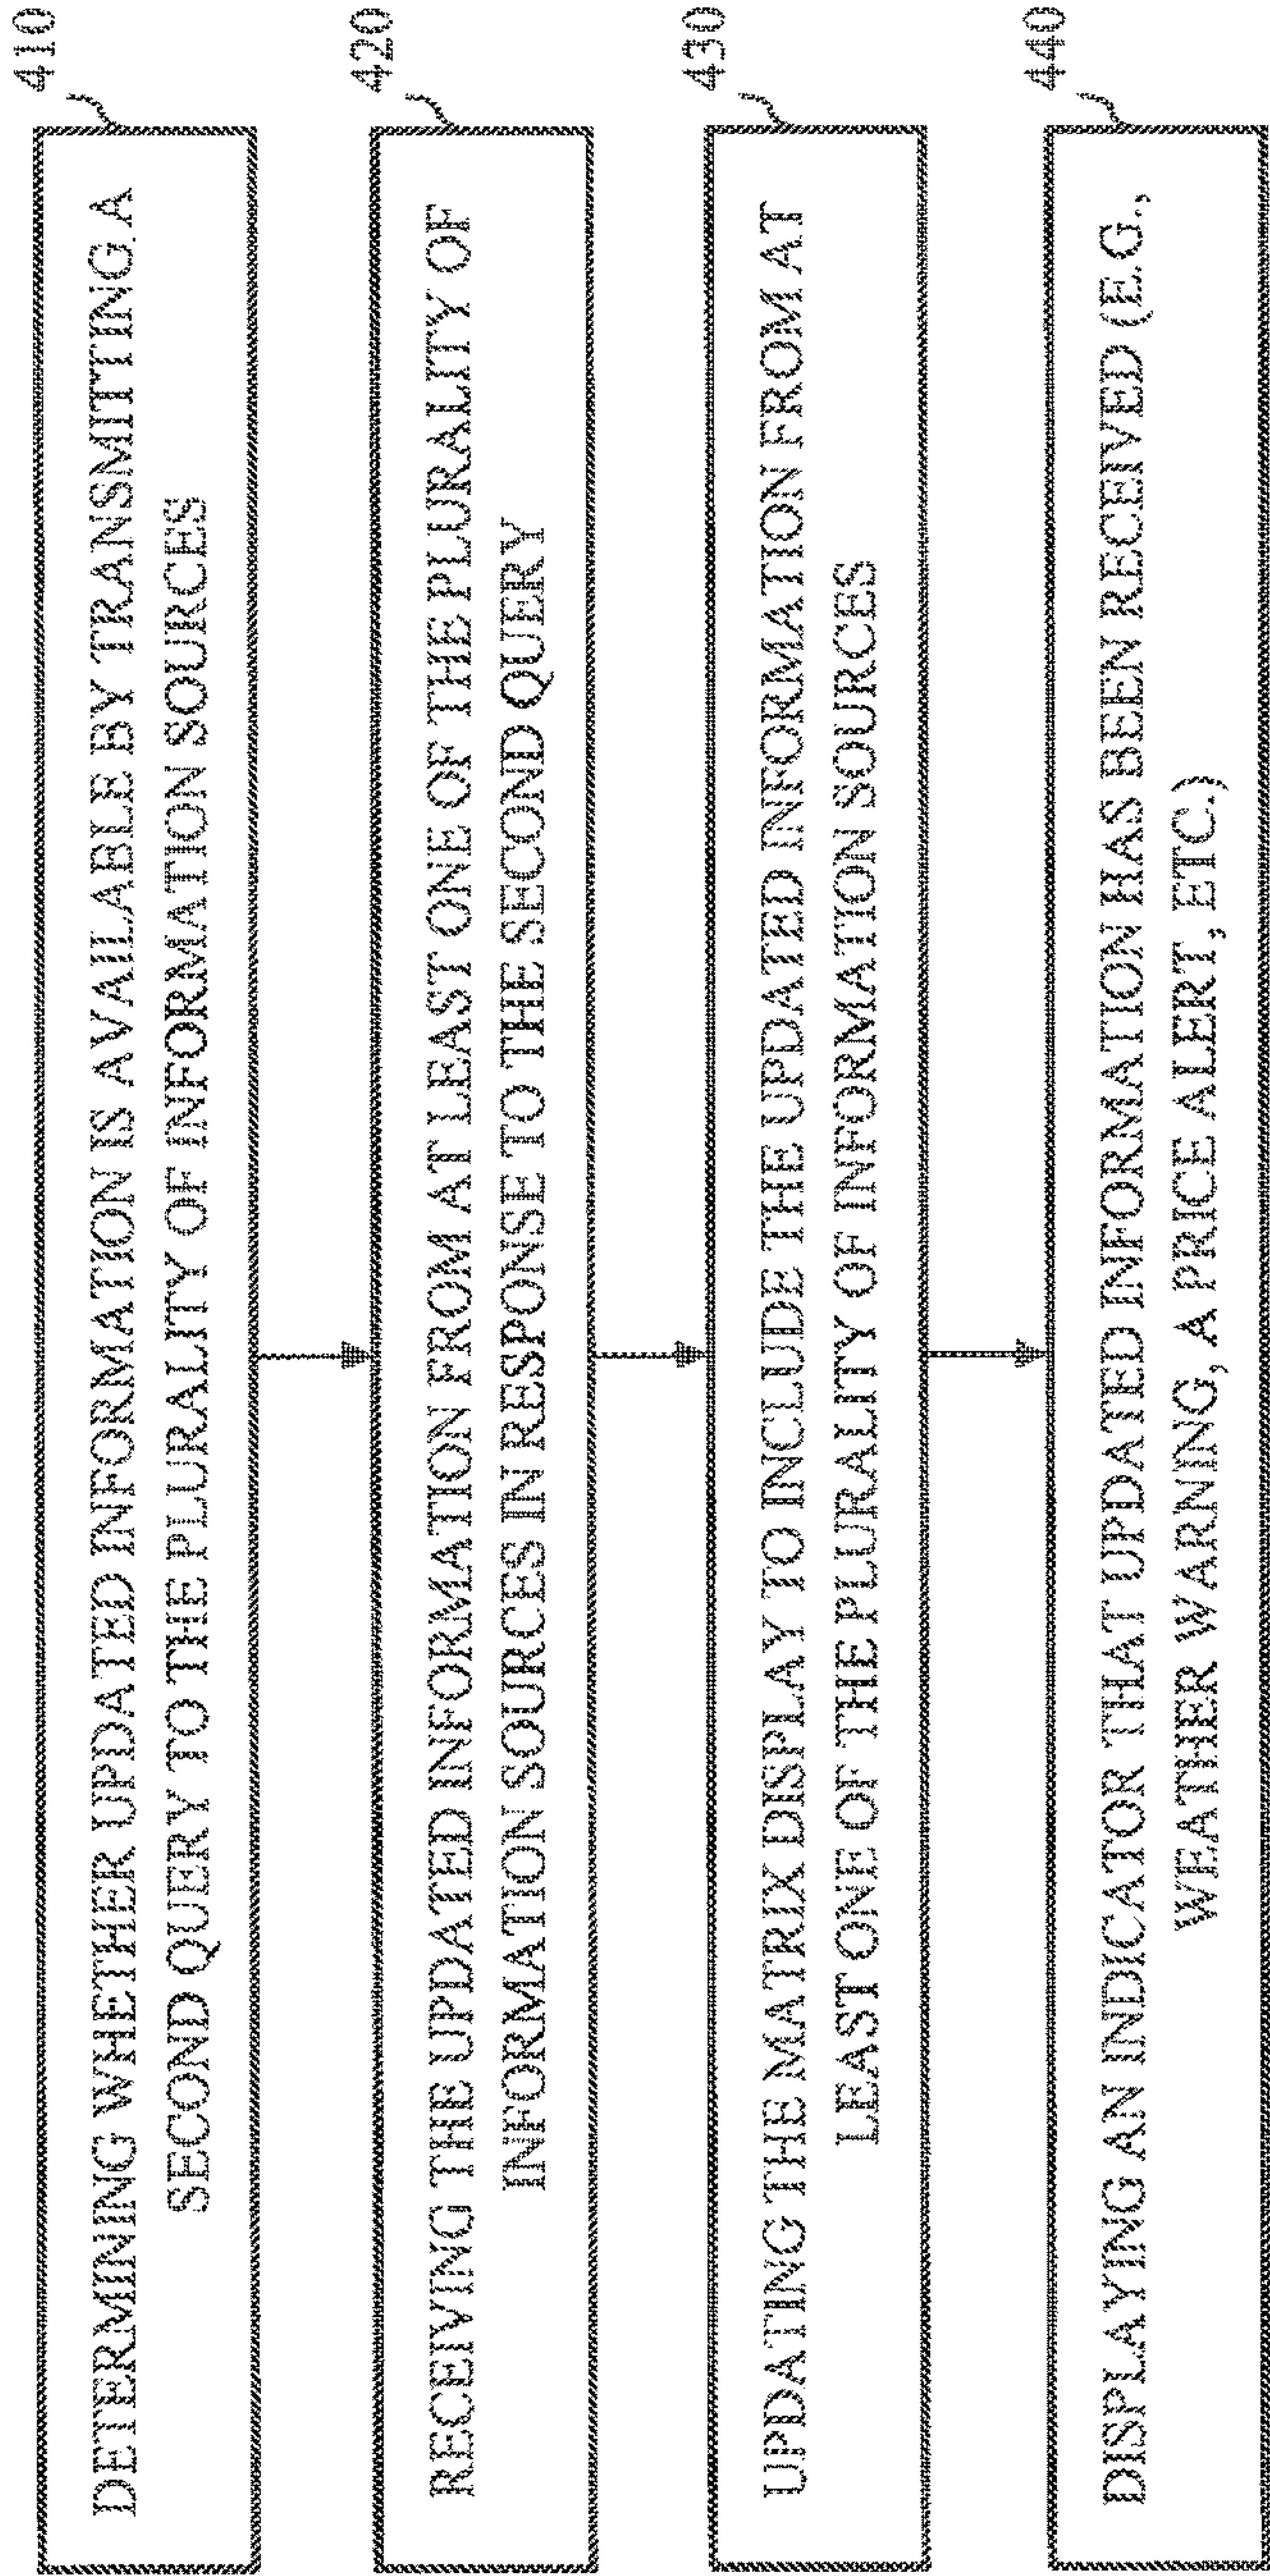 410
DETERMINING WHETHER UPDATED INFORMATION IS AVAILABLE BY TRANSMITTING A
SECOND QUERY TO THE PLURALITY OF INFORMATION SOURCES
420
RECEIVING THE UPDATED INFORMATION FROM AT LEAST ONE OF THE PLURALITY OF
INFORMATION SOURCES IN RESPONSE TO THE SECOND QUERY
430
UPDATING THE MATRIX DISPLAY TO INCLUDE THE UPDATED INFORMATION FROM AT
LEAST ONE OF THE PLURALITY OF INFORMATION SOURCES
440
DISPLAYING AN INDICATOR THAT UPDATED INFORMATION HAS BEEN RECEIVED (E.G.,
WEATHER WARNING, A PRICE ALERT, ETC.)